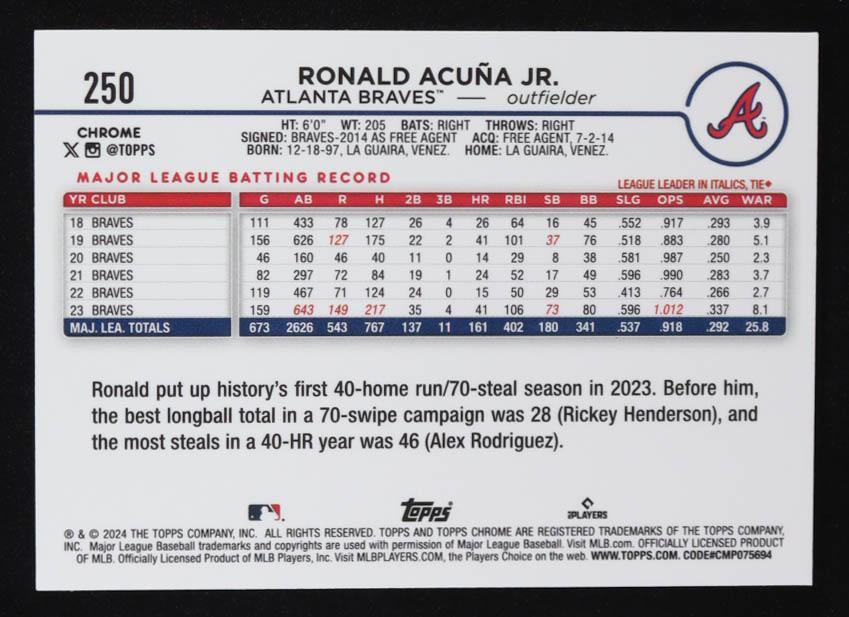 250
RONALD ACUÑA JR.
ATLANTA BRAVES™ — outfielder
A
CHROME
@TOPPS
HT: 6'0" WT: 205 BATS: RIGHT THROWS: RIGHT
SIGNED: BRAVES-2014 AS FREE AGENT ACQ: FREE AGENT, 7-2-14
BORN: 12-18-97, LA GUAIRA, VENEZ. HOME: LA GUAIRA, VENEZ.
MAJOR LEAGUE BATTING RECORD
LEAGUE LEADER IN ITALICS, TIE♦
YR CLUB G AB R H 2B 3B HR RBI SB BB SLG OPS AVG WAR
18 BRAVES 111 433 78 127 26 4 26 64 16 45 .552 .917 .293 3.9
19 BRAVES 156 626 127 175 22 2 41 101 37 76 .518 .883 .280 5.1
20 BRAVES 46 160 46 40 11 0 14 29 8 38 .581 .987 .250 2.3
21 BRAVES 82 297 72 84 19 1 24 52 17 49 .596 .990 .283 3.7
22 BRAVES 119 467 71 124 24 0 15 50 29 53 .413 .764 .266 2.7
23 BRAVES 159 643 149 217 35 4 41 106 73 80 .596 1.012 .337 8.1
MAJ. LEA. TOTALS 673 2626 543 767 137 11 161 402 180 341 .537 .918 .292 25.8
Ronald put up history's first 40-home run/70-steal season in 2023. Before him,
the best longball total in a 70-swipe campaign was 28 (Rickey Henderson), and
the most steals in a 40-HR year was 46 (Alex Rodriguez).
Topps
PLAYERS
® & © 2024 THE TOPPS COMPANY, INC. ALL RIGHTS RESERVED. TOPPS AND TOPPS CHROME ARE REGISTERED TRADEMARKS OF THE TOPPS COMPANY,
INC. Major League Baseball trademarks and copyrights are used with permission of Major League Baseball. Visit MLB.com. OFFICIALLY LICENSED PRODUCT
OF MLB. Officially Licensed Product of MLB Players, Inc. Visit MLBPLAYERS.COM, the Players Choice on the web. WWW.TOPPS.COM. CODE#CMP075694